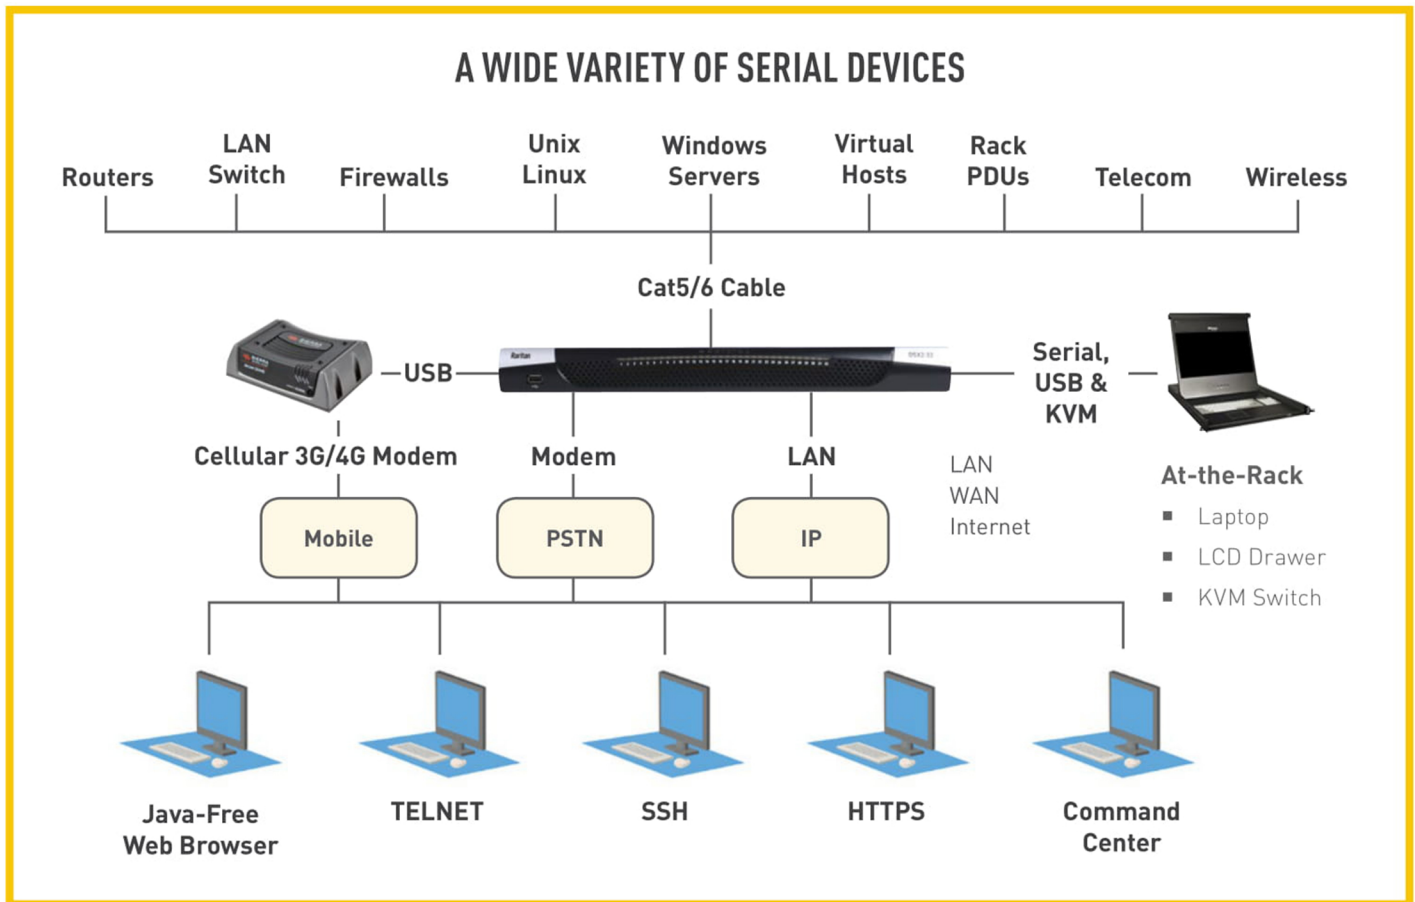 A WIDE VARIETY OF SERIAL DEVICES
Routers
LAN
Switch
Firewalls
Unix
Linux
Windows
Servers
Virtual
Hosts
Rack
PDUs
Telecom
Wireless
Cat5/6 Cable
USB
Raritan
Serial,
USB &
KVM
Cellular 3G/4G Modem
Modem
LAN
LAN
WAN
Internet
At-the-Rack
■ Laptop
■ LCD Drawer
■ KVM Switch
Mobile
PSTN
IP
Java-Free
Web Browser
TELNET
SSH
HTTPS
Command
Center